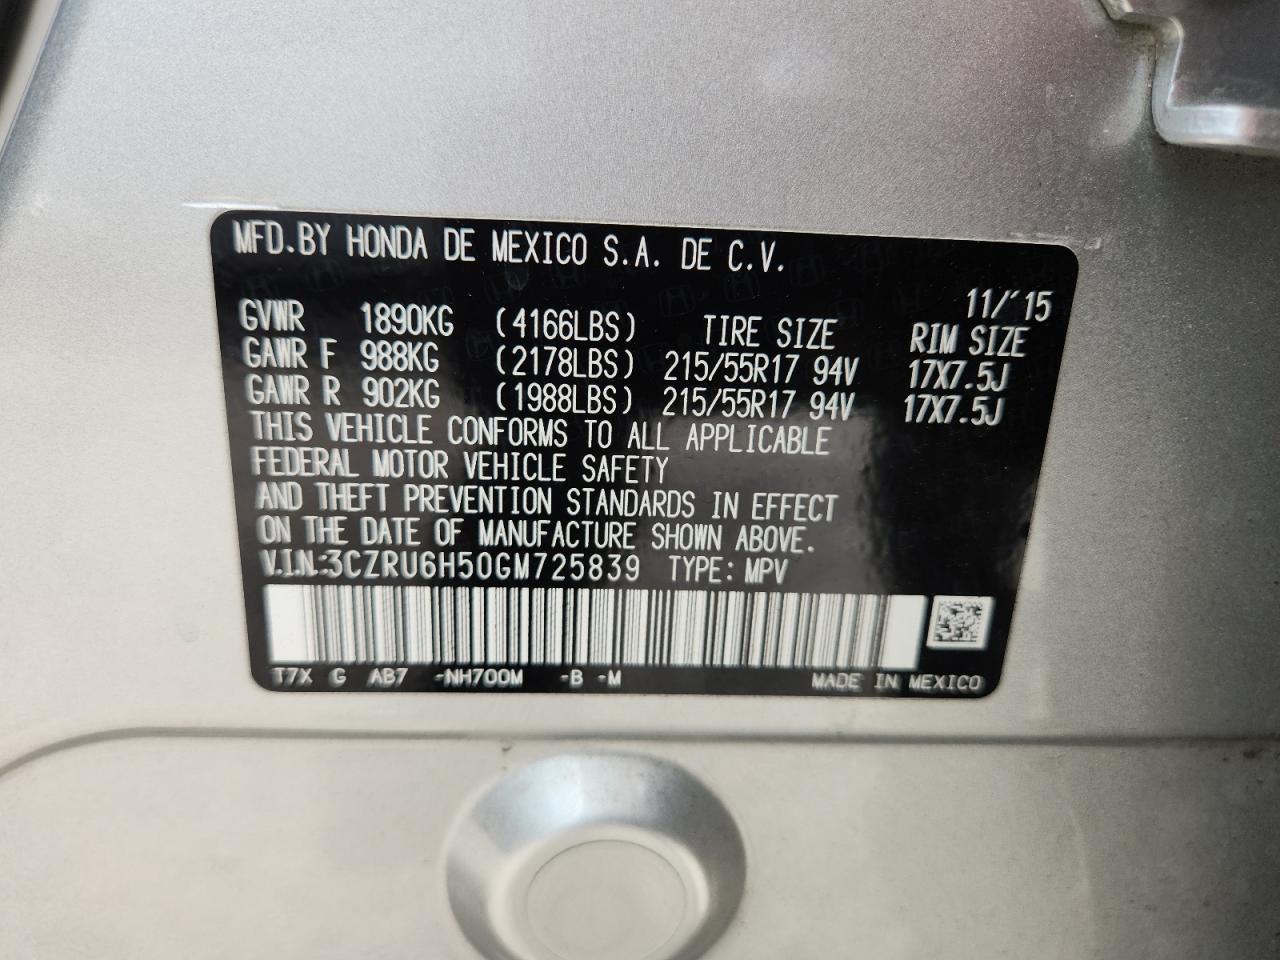 MFD.BY HONDA DE MEXICO S.A. DE C.V.
11/'15
GVWR 1890KG (4166LBS) TIRE SIZE RIM SIZE
GAWR F 988KG (2178LBS) 215/55R17 94V 17X7.5J
GAWR R 902KG (1988LBS) 215/55R17 94V 17X7.5J
THIS VEHICLE CONFORMS TO ALL APPLICABLE
FEDERAL MOTOR VEHICLE SAFETY
AND THEFT PREVENTION STANDARDS IN EFFECT
ON THE DATE OF MANUFACTURE SHOWN ABOVE.
V.I.N.:3CZRU6H50GM725839 TYPE: MPV
T7X G AB7 -NH700M -B -M MADE IN MEXICO